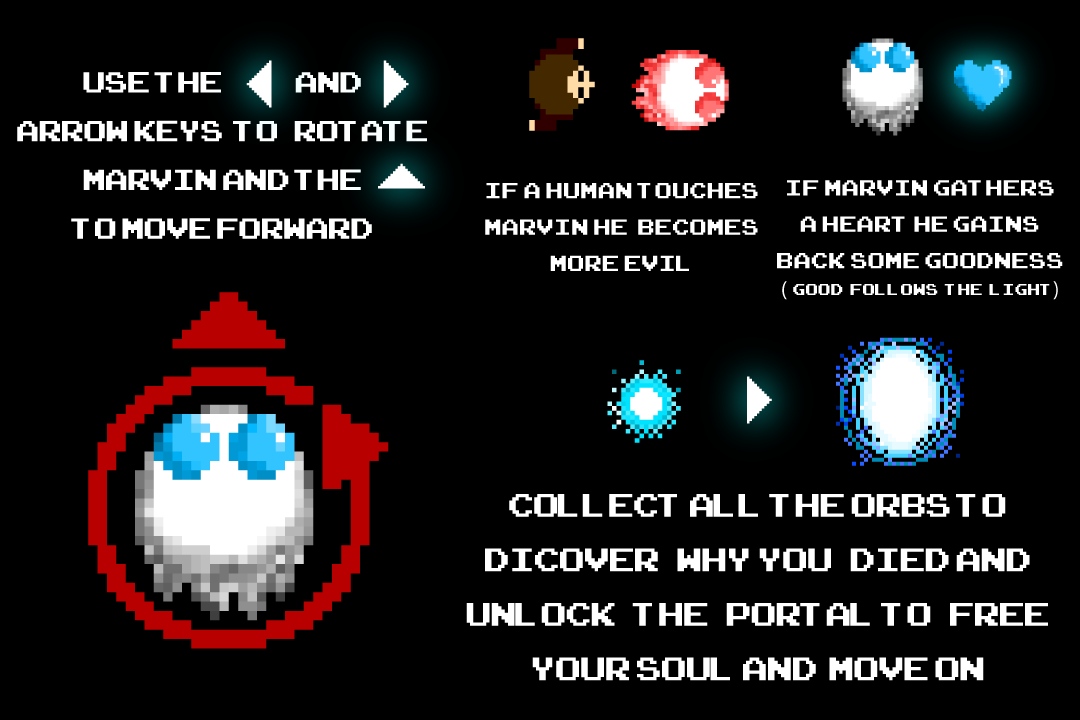 USE THE AND
ARROW KEYS TO ROTATE
MARVIN AND THE
TO MOVE FORWARD
IF A HUMAN TOUCHES
MARVIN HE BECOMES
MORE EVIL
IF MARVIN GATHERS
A HEART HE GAINS
BACK SOME GOODNESS
(GOOD FOLLOWS THE LIGHT)
COLLECT ALL THE ORBS TO
DICOVER WHY YOU DIED AND
UNLOCK THE PORTAL TO FREE
YOUR SOUL AND MOVE ON